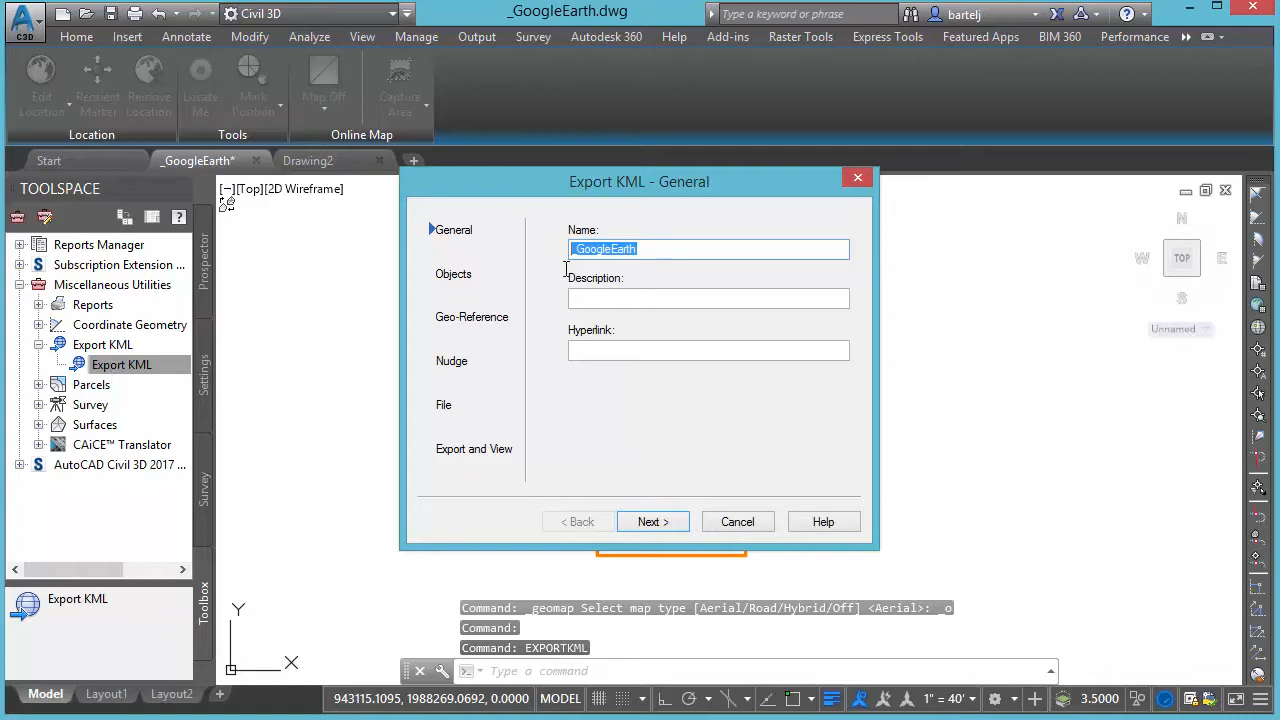 Civil 3D
_GoogleEarth.dwg
Type a keyword or phrase
bartelj
C3D
Home Insert Annotate Modify Analyze View Manage Output Survey Autodesk 360 Help Add-ins Raster Tools Express Tools Featured Apps BIM 360 Performance
Edit Location
Reorient Marker
Remove Location
Locate Me
Mark Position
Map Off
Capture Area
Location Tools Online Map
Start _GoogleEarth* Drawing2
TOOLSPACE
[−][Top][2D Wireframe]
Export KML - General
Prospector
Settings
Survey
Toolbox
Reports Manager
Subscription Extension ...
Miscellaneous Utilities
Reports
Coordinate Geometry
Export KML
Export KML
Parcels
Survey
Surfaces
CAiCE™ Translator
AutoCAD Civil 3D 2017 ...
Export KML
General
Objects
Geo-Reference
Nudge
File
Export and View
Name:
_GoogleEarth
Description:
Hyperlink:
< Back Next > Cancel Help
N
W TOP E
S
Unnamed
Y
X
Command: _geomap Select map type [Aerial/Road/Hybrid/Off] <Aerial>: _o
Command:
Command: EXPORTKML
Type a command
Model Layout1 Layout2 +
943115.1095, 1988269.0692, 0.0000 MODEL 1" = 40' 3.5000